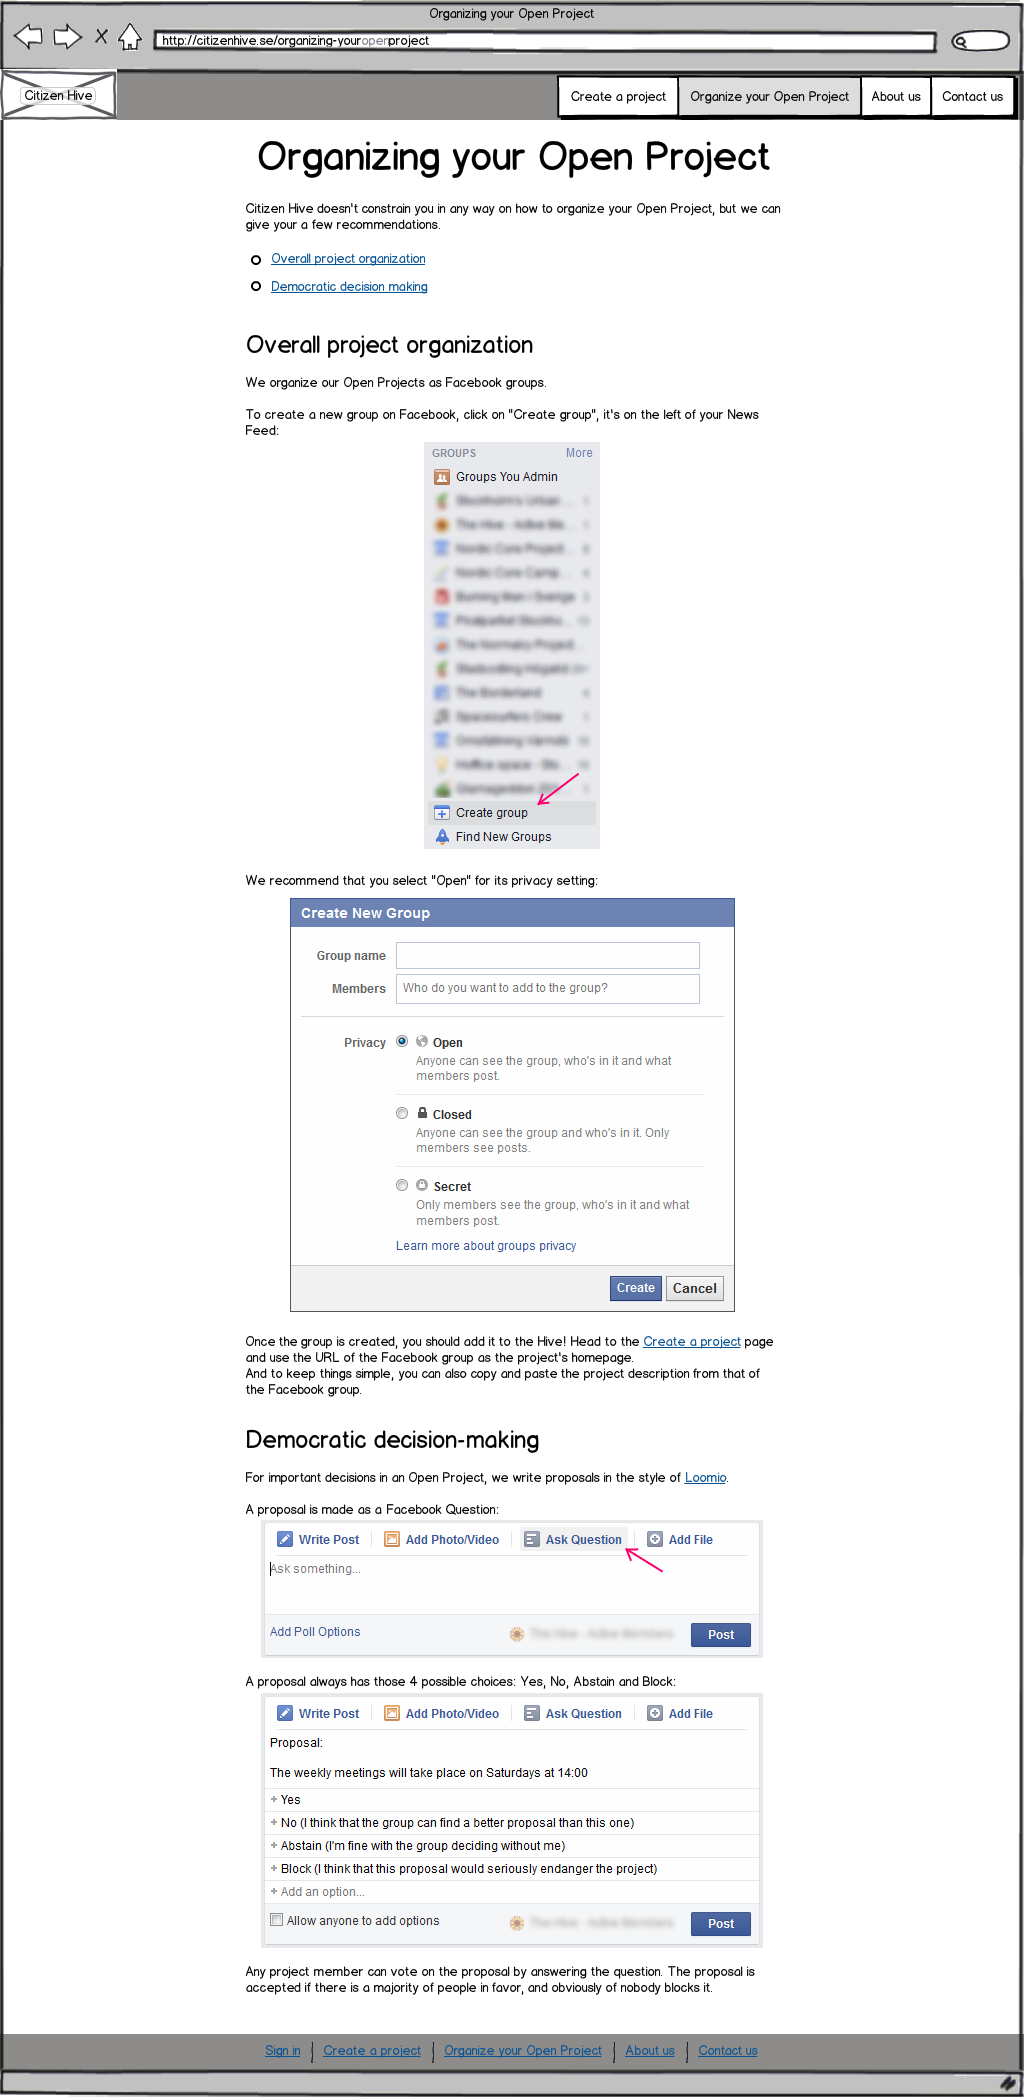 Organizing your Open Project
http://citizenhive.se/organizing-youropenproject
Citizen Hive
Create a project
Organize your Open Project
About us
Contact us
Organizing your Open Project
Citizen Hive doesn't constrain you in any way on how to organize your Open Project, but we can
give your a few recommendations.
Overall project organization
Democratic decision making
Overall project organization
We organize our Open Projects as Facebook groups.
To create a new group on Facebook, click on "Create group", it's on the left of your News
Feed:
GROUPS More
Groups You Admin
Create group
Find New Groups
We recommend that you select "Open" for its privacy setting:
Create New Group
Group name
Members Who do you want to add to the group?
Privacy Open
Anyone can see the group, who's in it and what
members post.
Closed
Anyone can see the group and who's in it. Only
members see posts.
Secret
Only members see the group, who's in it and what
members post.
Learn more about groups privacy
Create Cancel
Once the group is created, you should add it to the Hive! Head to the Create a project page
and use the URL of the Facebook group as the project's homepage.
And to keep things simple, you can also copy and paste the project description from that of
the Facebook group.
Democratic decision-making
For important decisions in an Open Project, we write proposals in the style of Loomio.
A proposal is made as a Facebook Question:
Write Post Add Photo/Video Ask Question Add File
Ask something...
Add Poll Options Post
A proposal always has those 4 possible choices: Yes, No, Abstain and Block:
Write Post Add Photo/Video Ask Question Add File
Proposal:
The weekly meetings will take place on Saturdays at 14:00
+ Yes
+ No (I think that the group can find a better proposal than this one)
+ Abstain (I'm fine with the group deciding without me)
+ Block (I think that this proposal would seriously endanger the project)
+ Add an option...
Allow anyone to add options Post
Any project member can vote on the proposal by answering the question. The proposal is
accepted if there is a majority of people in favor, and obviously of nobody blocks it.
Sign in Create a project Organize your Open Project About us Contact us